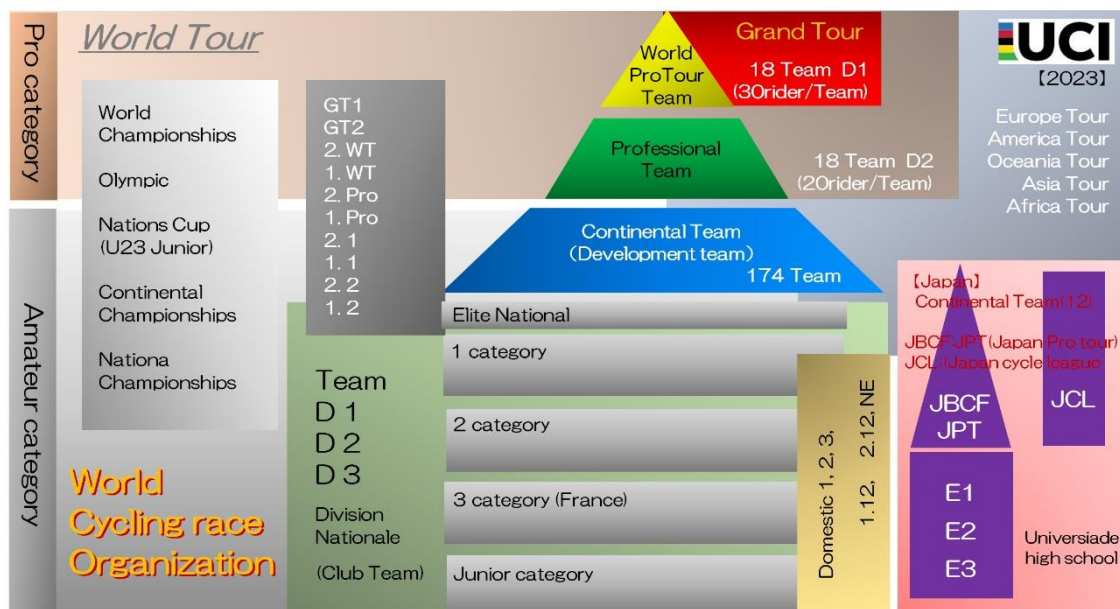 Pro category
World Tour
World
Championships
Olympic
Nations Cup
(U23 Junior)
Continental
Championships
Nationa
Championships
GT1
GT2
2. WT
1. WT
2. Pro
1. Pro
2. 1
1. 1
2. 2
1. 2
World
ProTour
Team
Grand Tour
18 Team D1
(30rider/Team)
Professional
Team
18 Team D2
(20rider/Team)
UCI
【2023】
Europe Tour
America Tour
Oceania Tour
Asia Tour
Africa Tour
Amateur category
Continental Team
(Development team)
174 Team
Elite National
1 category
2 category
3 category (France)
Junior category
Team
D 1
D 2
D 3
Division
Nationale
(Club Team)
World
Cycling race
Organization
Domestic 1, 2, 3,
1.12, 2.12, NE
【Japan】
Continental Team(12)
JBCF:JPT(Japan Pro tour)
JCL:(Japan cycle league
JBCF
JPT
JCL
E1
E2
E3
Universiade
high school